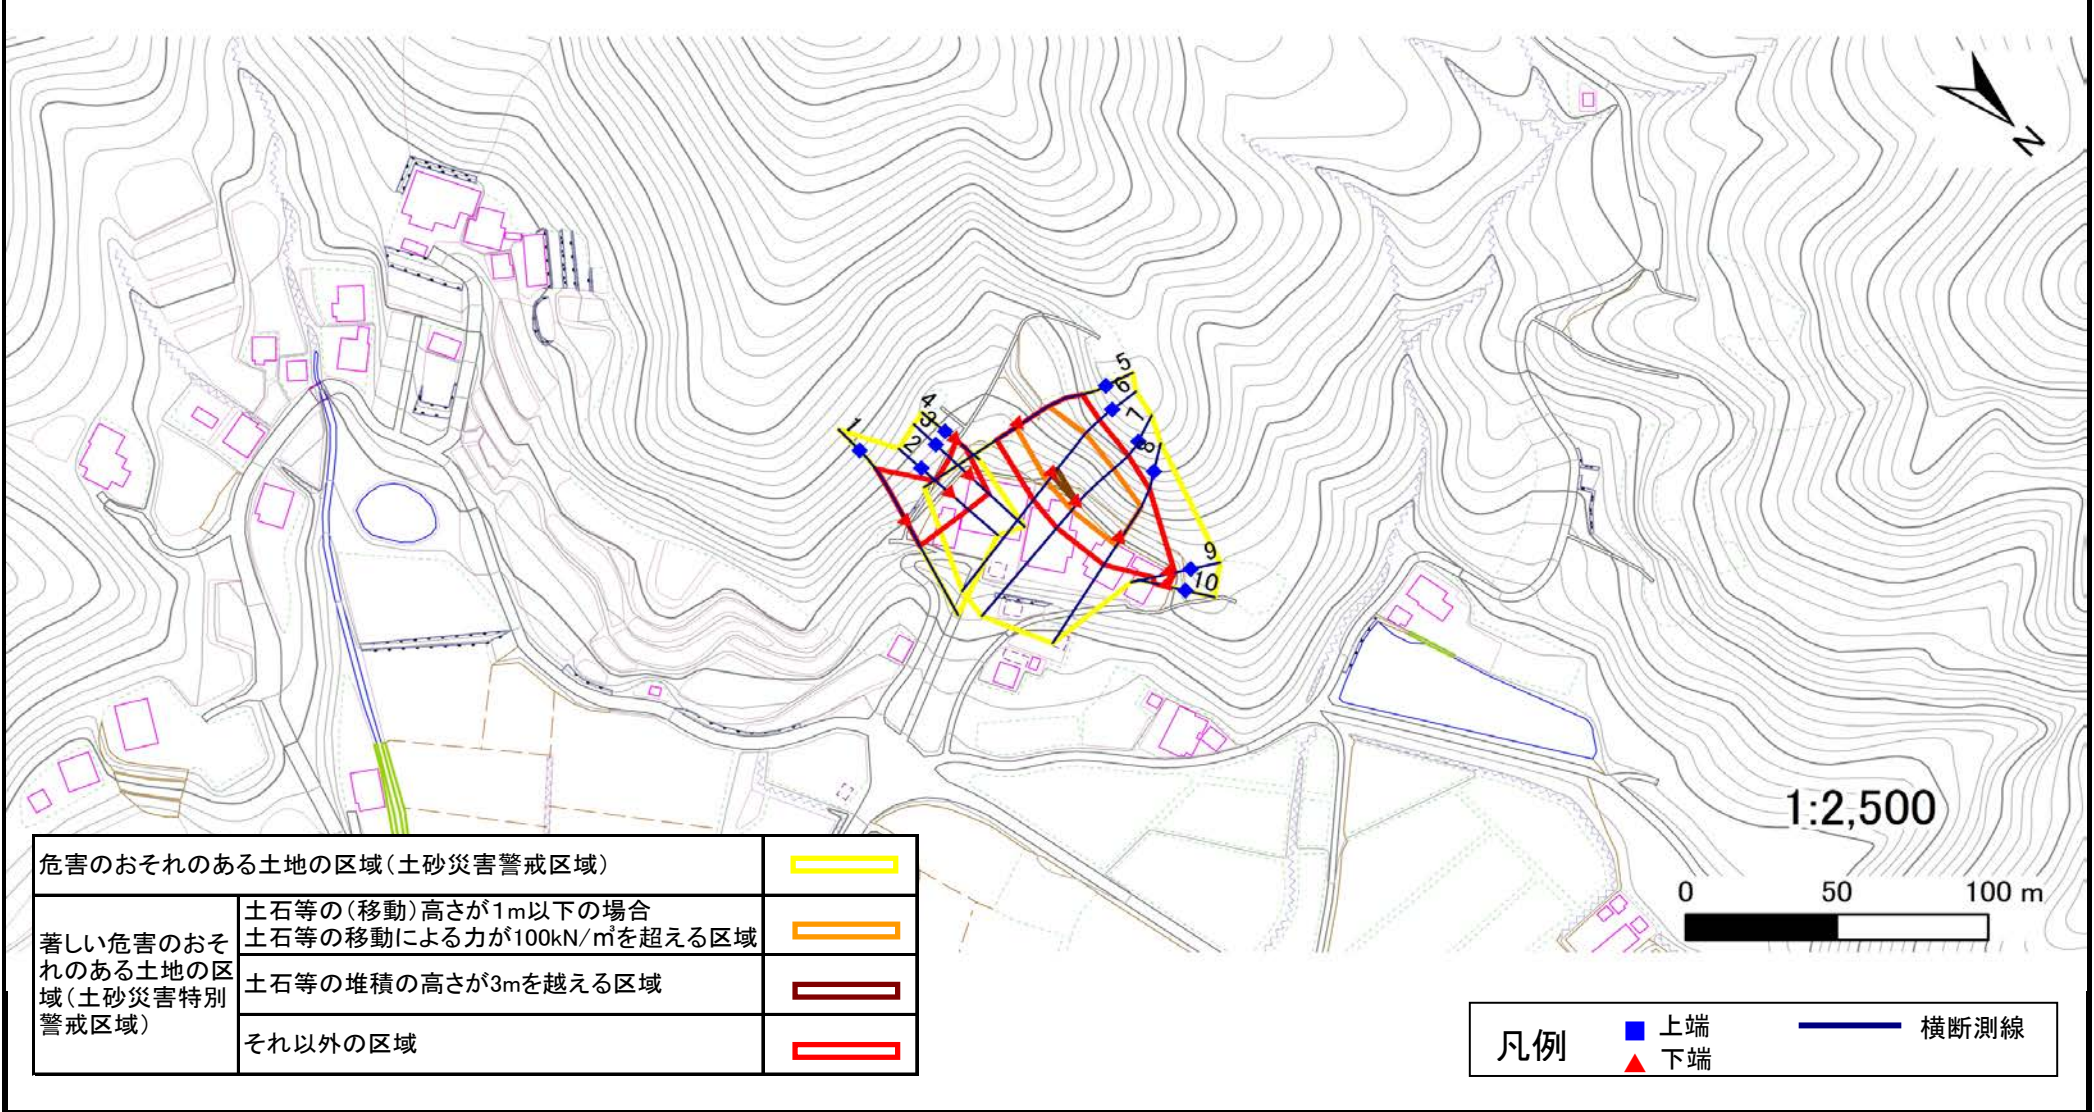 N
5
6
4
7
3
1
2
8
9
10
1:2,500
0 50 100 m
危害のおそれのある土地の区域(土砂災害警戒区域)
著しい危害のおそ
れのある土地の区
域(土砂災害特別
警戒区域)
土石等の(移動)高さが1m以下の場合
土石等の移動による力が100kN/㎡を超える区域
土石等の堆積の高さが3mを越える区域
それ以外の区域
凡例
上端
下端
横断測線